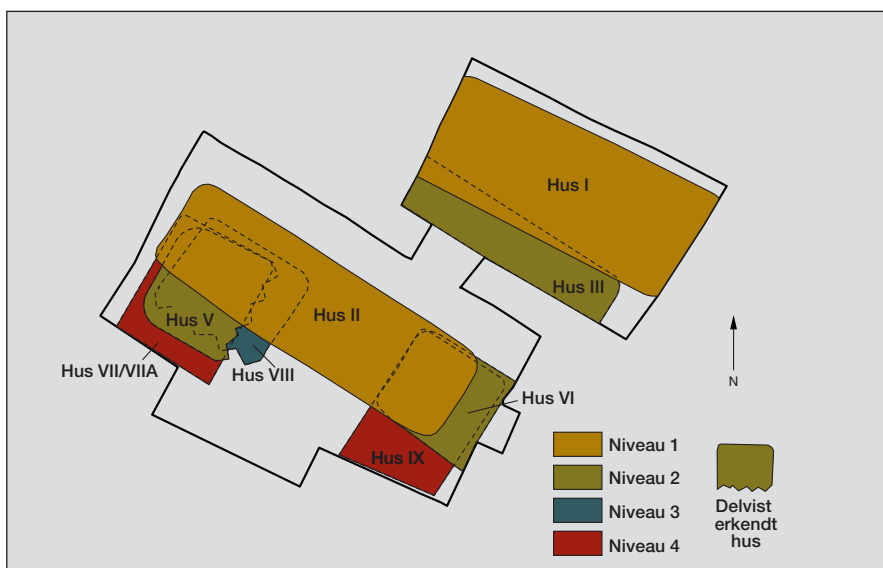 Hus I
Hus III
Hus II
Hus V
Hus VII/VIIA
Hus VIII
Hus VI
Hus IX
N
Niveau 1
Niveau 2
Niveau 3
Niveau 4
Delvist
erkendt
hus